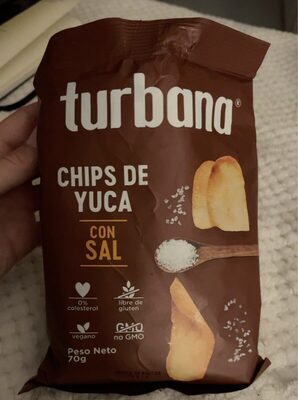 turbana®
CHIPS DE
YUCA
CON
SAL
0%
colesterol
libre de
gluten
vegano
GMO
no GMO
Peso Neto
70g